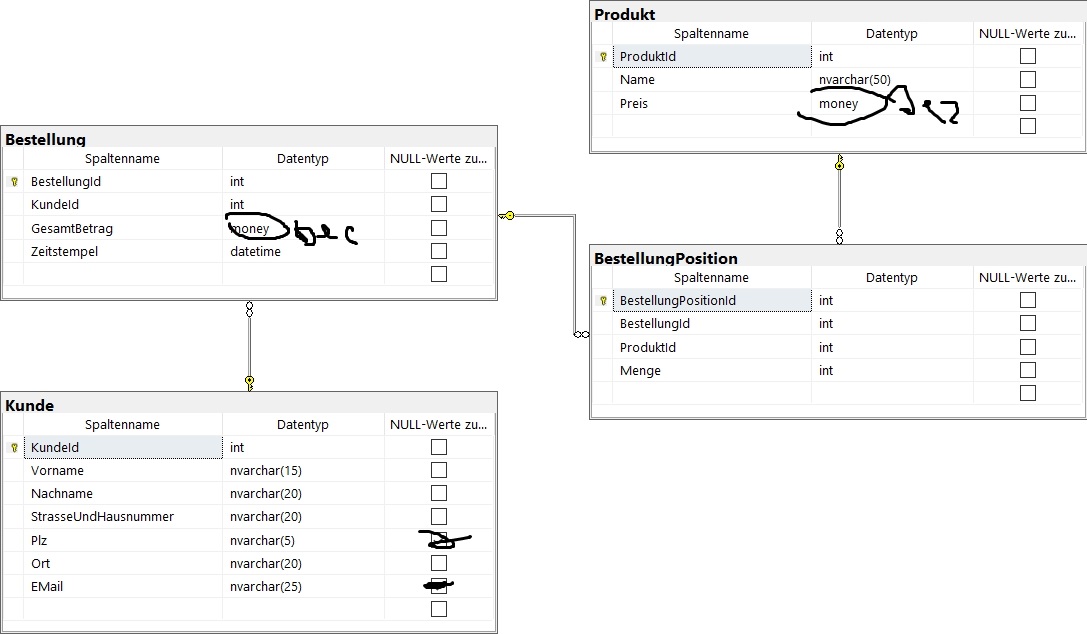 Produkt
Spaltenname Datentyp NULL-Werte zu...
ProduktId int
Name nvarchar(50)
Preis money
Bestellung
Spaltenname Datentyp NULL-Werte zu...
BestellungId int
KundeId int
GesamtBetrag money Dec
Zeitstempel datetime
BestellungPosition
Spaltenname Datentyp NULL-Werte zu...
BestellungPositionId int
BestellungId int
ProduktId int
Menge int
Kunde
Spaltenname Datentyp NULL-Werte zu...
KundeId int
Vorname nvarchar(15)
Nachname nvarchar(20)
StrasseUndHausnummer nvarchar(20)
Plz nvarchar(5)
Ort nvarchar(20)
EMail nvarchar(25)